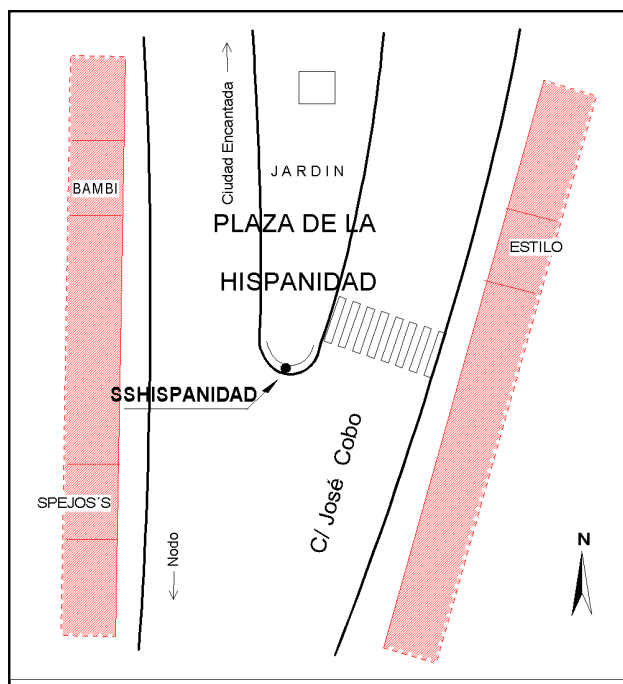 Ciudad Encantada
JARDIN
BAMBI
PLAZA DE LA
ESTILO
HISPANIDAD
SSHISPANIDAD
C/ José Cobo
SPEJOS´S
Nodo
N